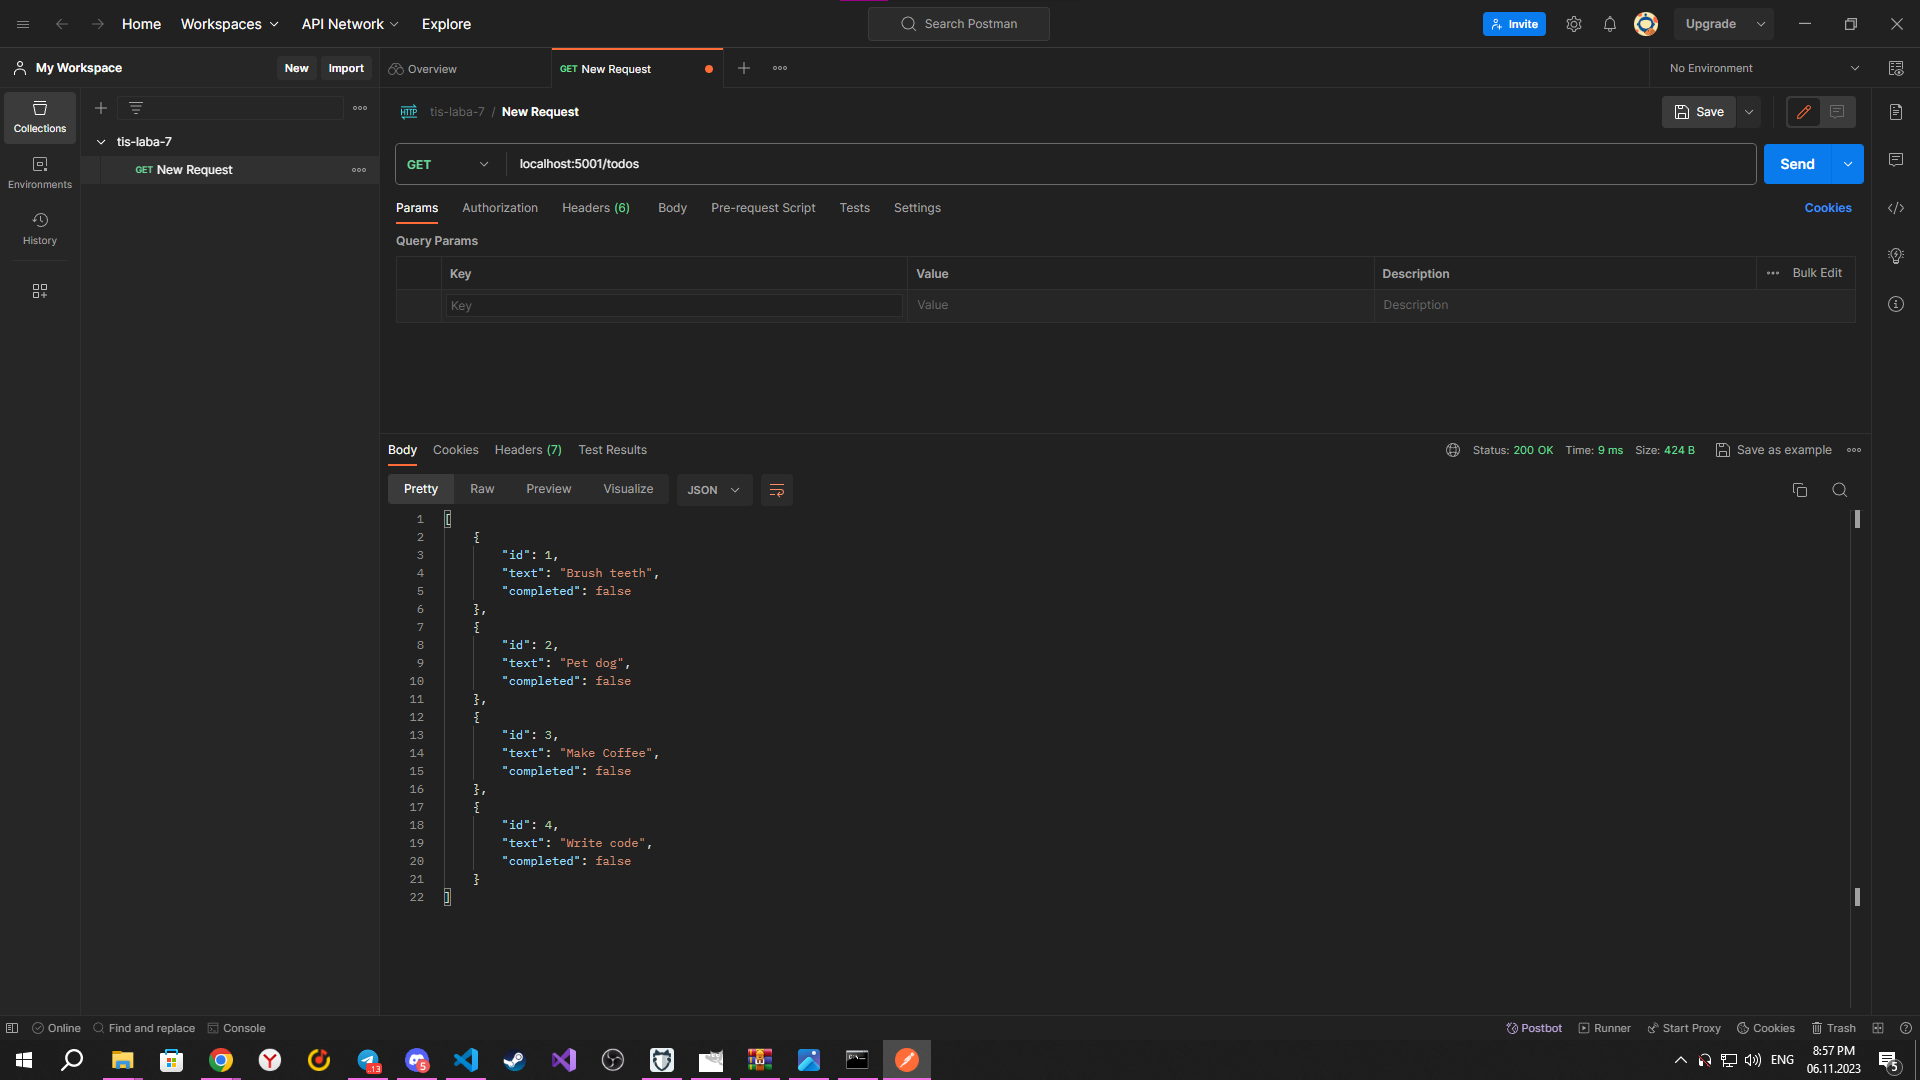 Home Workspaces API Network Explore Search Postman Invite Upgrade
My Workspace New Import Overview GET New Request No Environment
Collections
Environments
History
tis-laba-7
GET New Request
HTTP tis-laba-7 / New Request Save
GET localhost:5001/todos Send
Params Authorization Headers (6) Body Pre-request Script Tests Settings Cookies
Query Params
Key Value Description Bulk Edit
Key Value Description
Body Cookies Headers (7) Test Results Status: 200 OK Time: 9 ms Size: 424 B Save as example
Pretty Raw Preview Visualize JSON
1 [
2 {
3 "id": 1,
4 "text": "Brush teeth",
5 "completed": false
6 },
7 {
8 "id": 2,
9 "text": "Pet dog",
10 "completed": false
11 },
12 {
13 "id": 3,
14 "text": "Make Coffee",
15 "completed": false
16 },
17 {
18 "id": 4,
19 "text": "Write code",
20 "completed": false
21 }
22 ]
Online Find and replace Console Postbot Runner Start Proxy Cookies Trash
.13 5 ENG 8:57 PM
06.11.2023 5